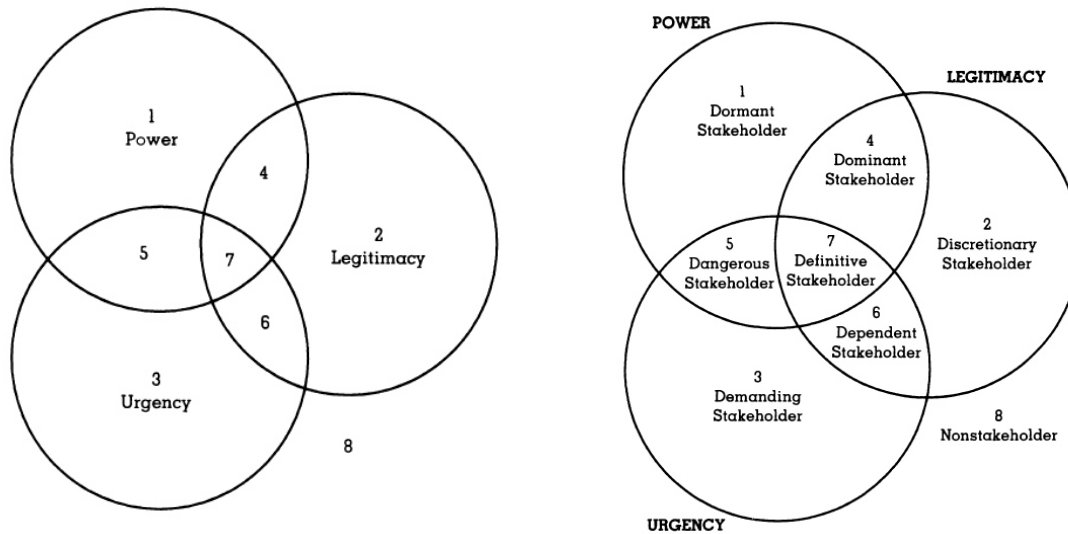 1
Power
4
2
Legitimacy
5
7
6
3
Urgency
8
POWER
LEGITIMACY
1
Dormant
Stakeholder
4
Dominant
Stakeholder
2
Discretionary
Stakeholder
5
Dangerous
Stakeholder
7
Definitive
Stakeholder
6
Dependent
Stakeholder
3
Demanding
Stakeholder
8
Nonstakeholder
URGENCY